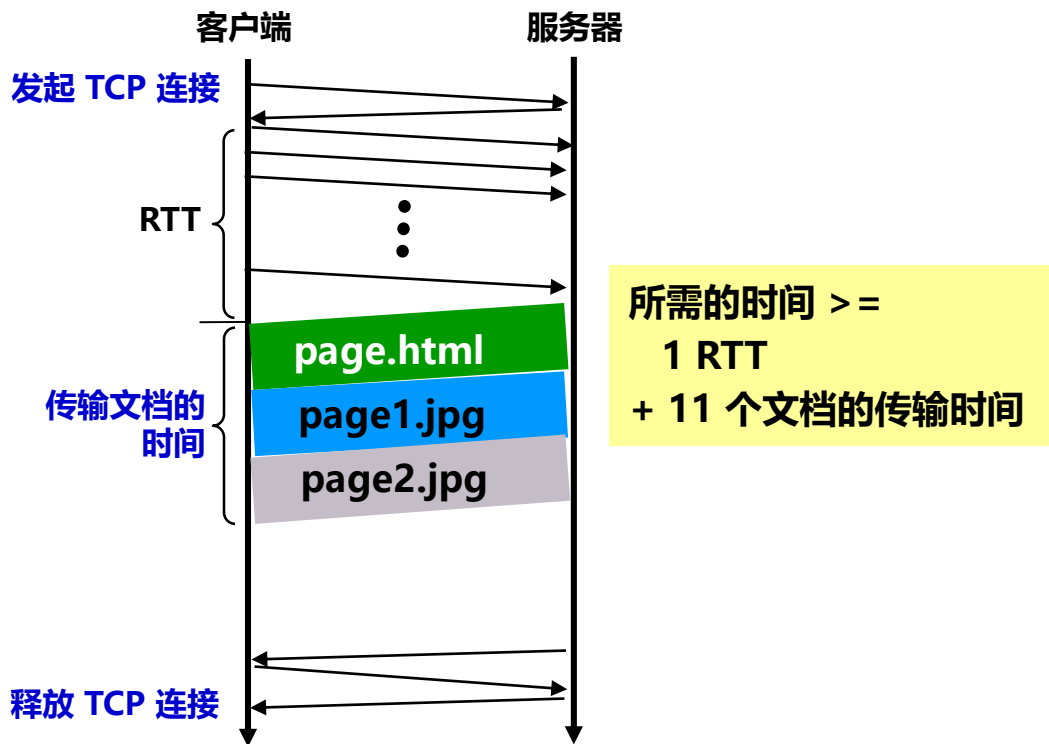 客户端
服务器
发起 TCP 连接
RTT
page.html
传输文档的
时间
page1.jpg
page2.jpg
所需的时间 >=
1 RTT
+ 11 个文档的传输时间
释放 TCP 连接